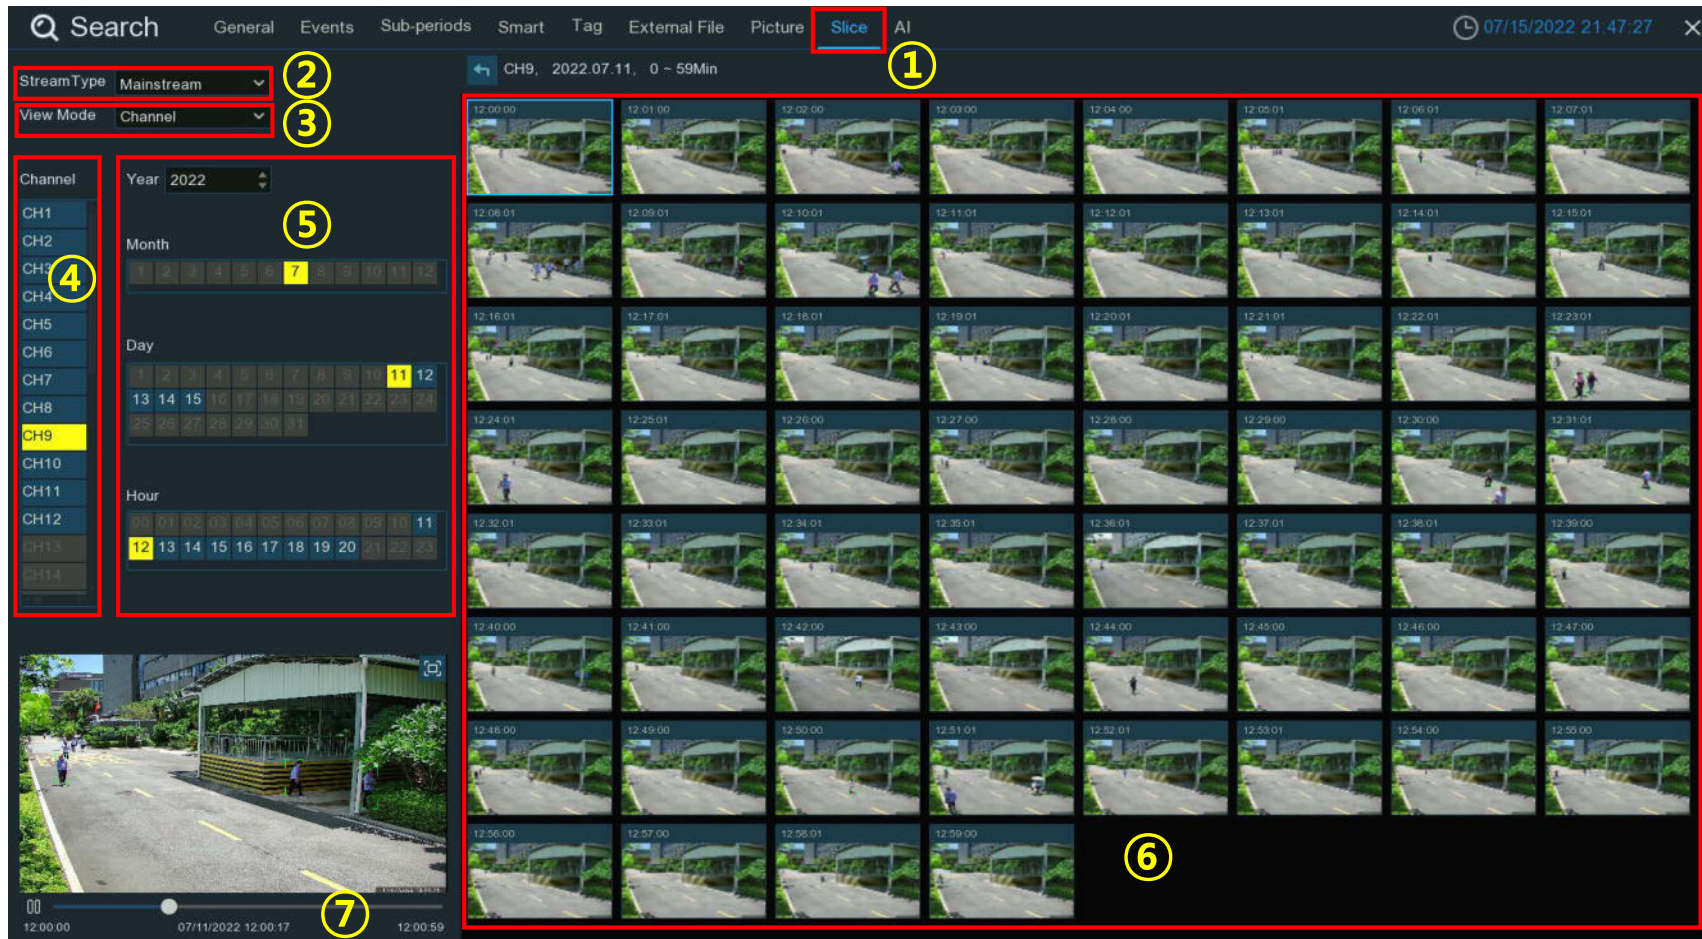 Search General Events Sub-periods Smart Tag External File Picture Slice AI 07/15/2022 21:47:27
①
StreamType Mainstream
②
CH9, 2022.07.11, 0 ~ 59Min
View Mode Channel
③
Channel
CH1
CH2
CH3
CH4
CH5
CH6
CH7
CH8
CH9
CH10
CH11
CH12
CH13
CH14
④
Year 2022
⑤
Month
1 2 3 4 5 6 7 8 9 10 11 12
Day
1 2 3 4 5 6 7 8 9 10 11 12
13 14 15 16 17 18 19 20 21 22 23 24
25 26 27 28 29 30 31
Hour
00 01 02 03 04 05 06 07 08 09 10 11
12 13 14 15 16 17 18 19 20 21 22 23
12:00:00 12:01:00 12:02:00 12:03:00 12:04:00 12:05:01 12:06:01 12:07:01
12:08:01 12:09:01 12:10:01 12:11:01 12:12:01 12:13:01 12:14:01 12:15:01
12:16:01 12:17:01 12:18:01 12:19:01 12:20:01 12:21:01 12:22:01 12:23:01
12:24:01 12:25:01 12:26:00 12:27:00 12:28:00 12:29:00 12:30:00 12:31:01
12:32:01 12:33:01 12:34:01 12:35:01 12:36:01 12:37:01 12:38:01 12:39:00
12:40:00 12:41:00 12:42:00 12:43:00 12:44:00 12:45:00 12:46:00 12:47:00
12:48:00 12:49:00 12:50:00 12:51:01 12:52:01 12:53:01 12:54:00 12:55:00
12:56:00 12:57:00 12:58:01 12:59:00
⑥
⑦
12:00:00 07/11/2022 12:00:17 12:00:59